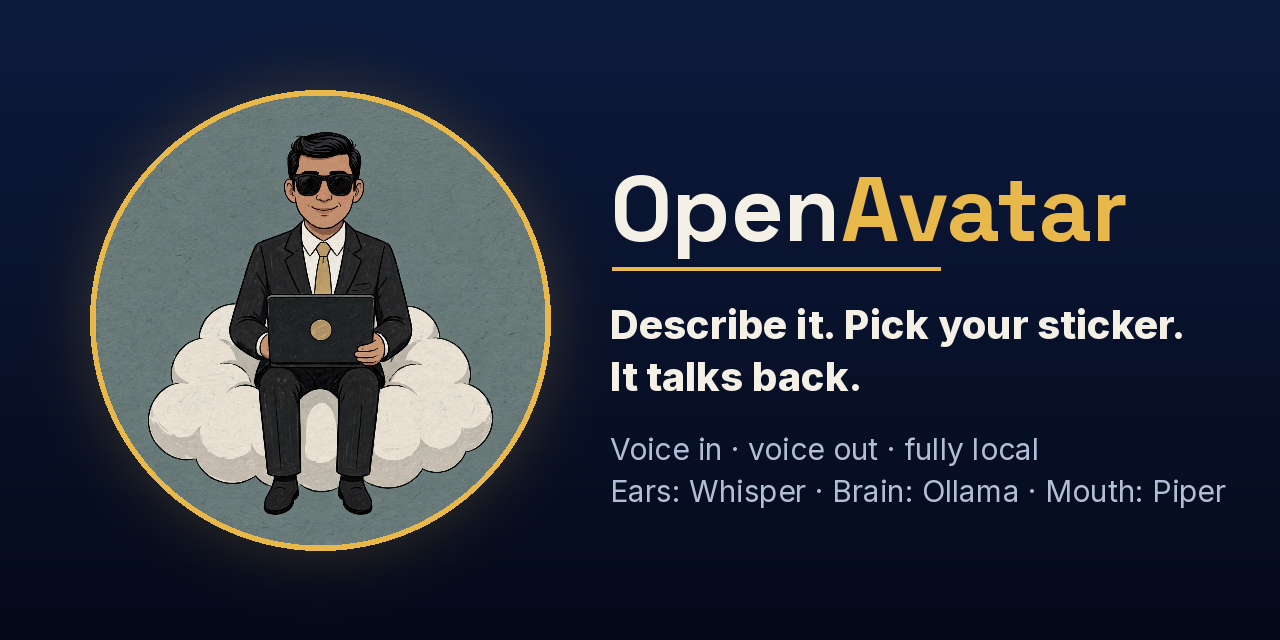 OpenAvatar
Describe it. Pick your sticker.
It talks back.
Voice in · voice out · fully local
Ears: Whisper · Brain: Ollama · Mouth: Piper